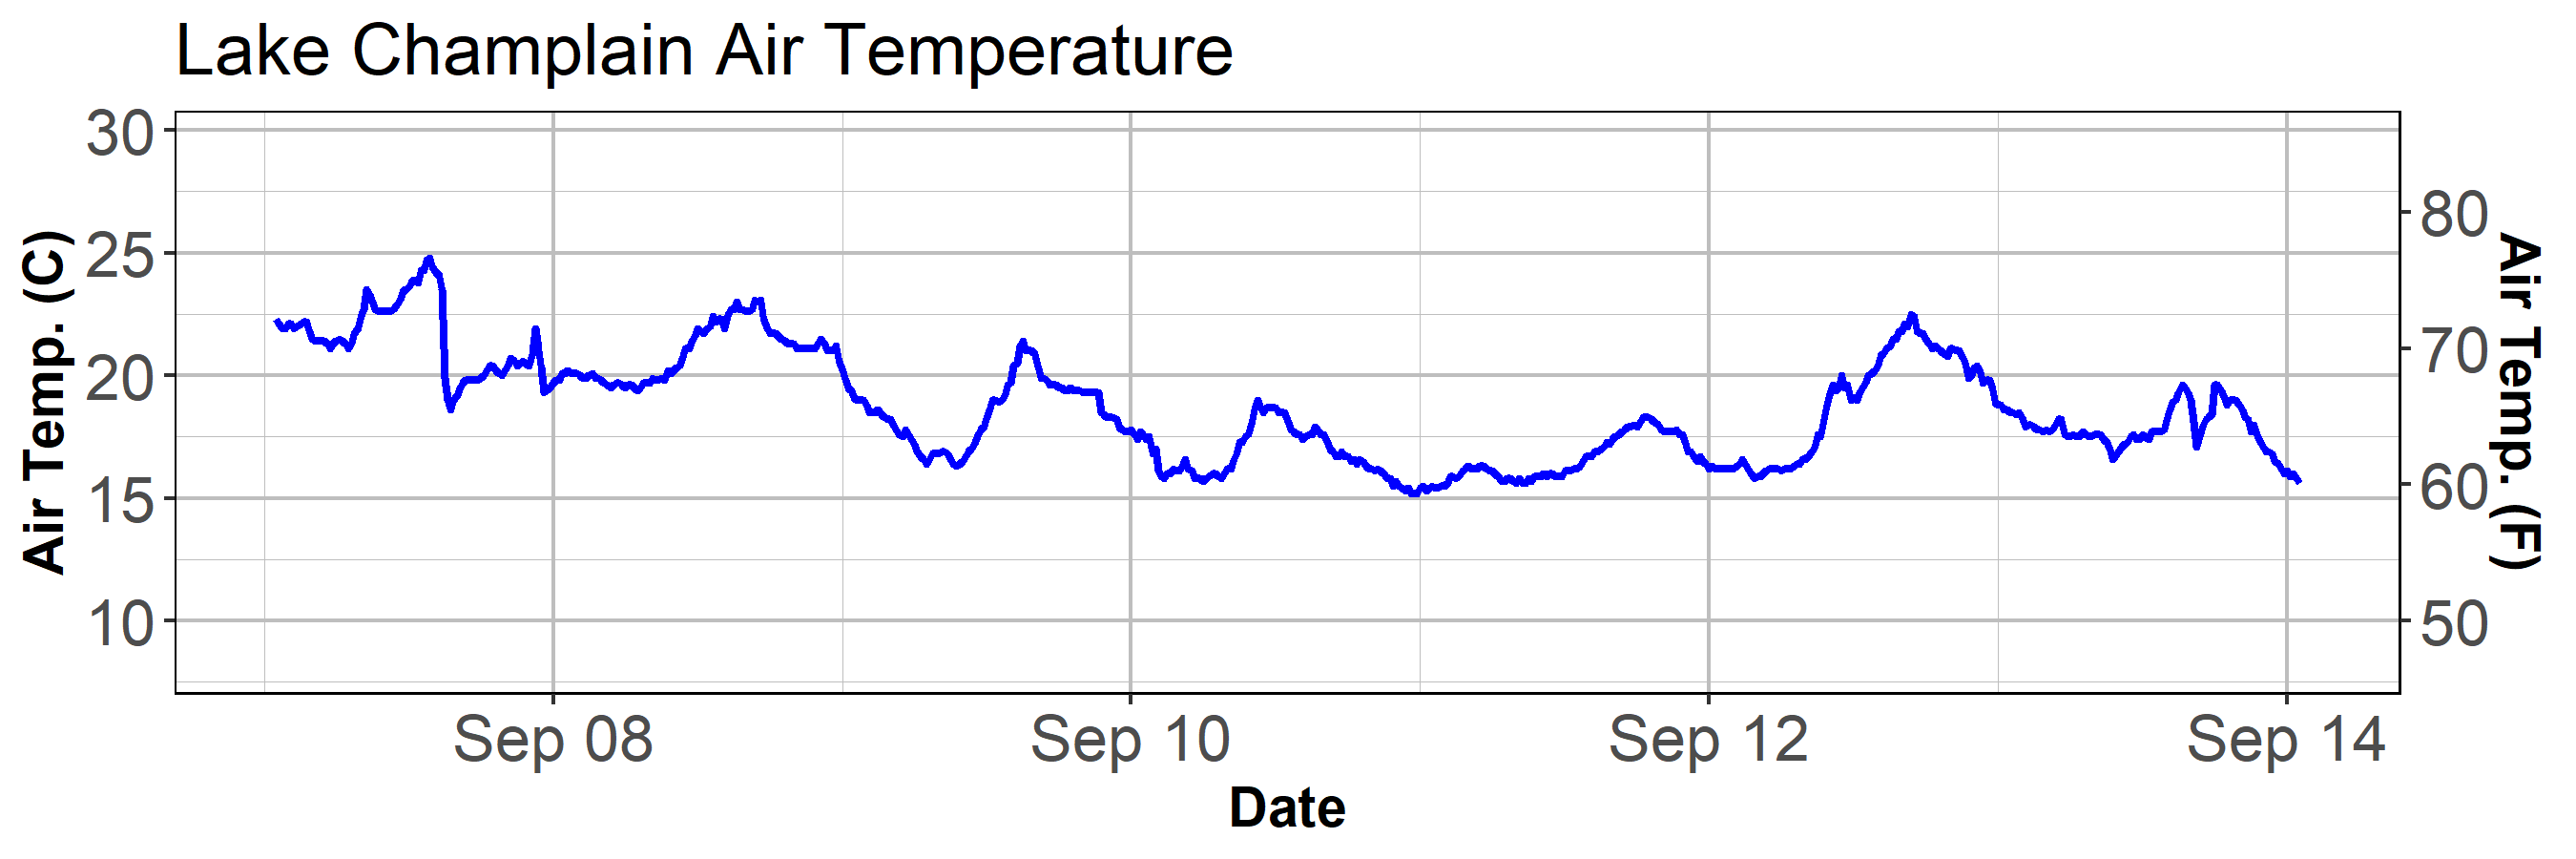 Lake Champlain Air Temperature
30
25
20
15
10
Air Temp. (C)
80
70
60
50
Air Temp. (F)
Sep 08 Sep 10 Sep 12 Sep 14
Date